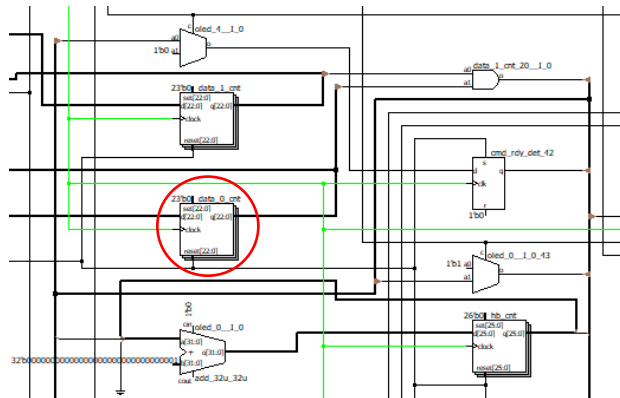 c oled_4__I_0
a0
1'b0 a1
o
data_1_cnt_20__I_0
a0
a1
o
23'b0 data_1_cnt
set[22:0]
d[22:0] q[22:0]
clock
reset[22:0]
cmd_rdy_det_42
s
d q
clk
r
1'b0
23'b0 data_0_cnt
set[22:0]
d[22:0] q[22:0]
clock
reset[22:0]
c oled_0__I_0_43
1'b1 a0
a1
o
1'b0
cin oled_0__I_0
a[31:0]
+ o[31:0]
b[31:0]
cout add_32u_32u
26'b0 hb_cnt
set[25:0]
d[25:0] q[25:0]
clock
reset[25:0]